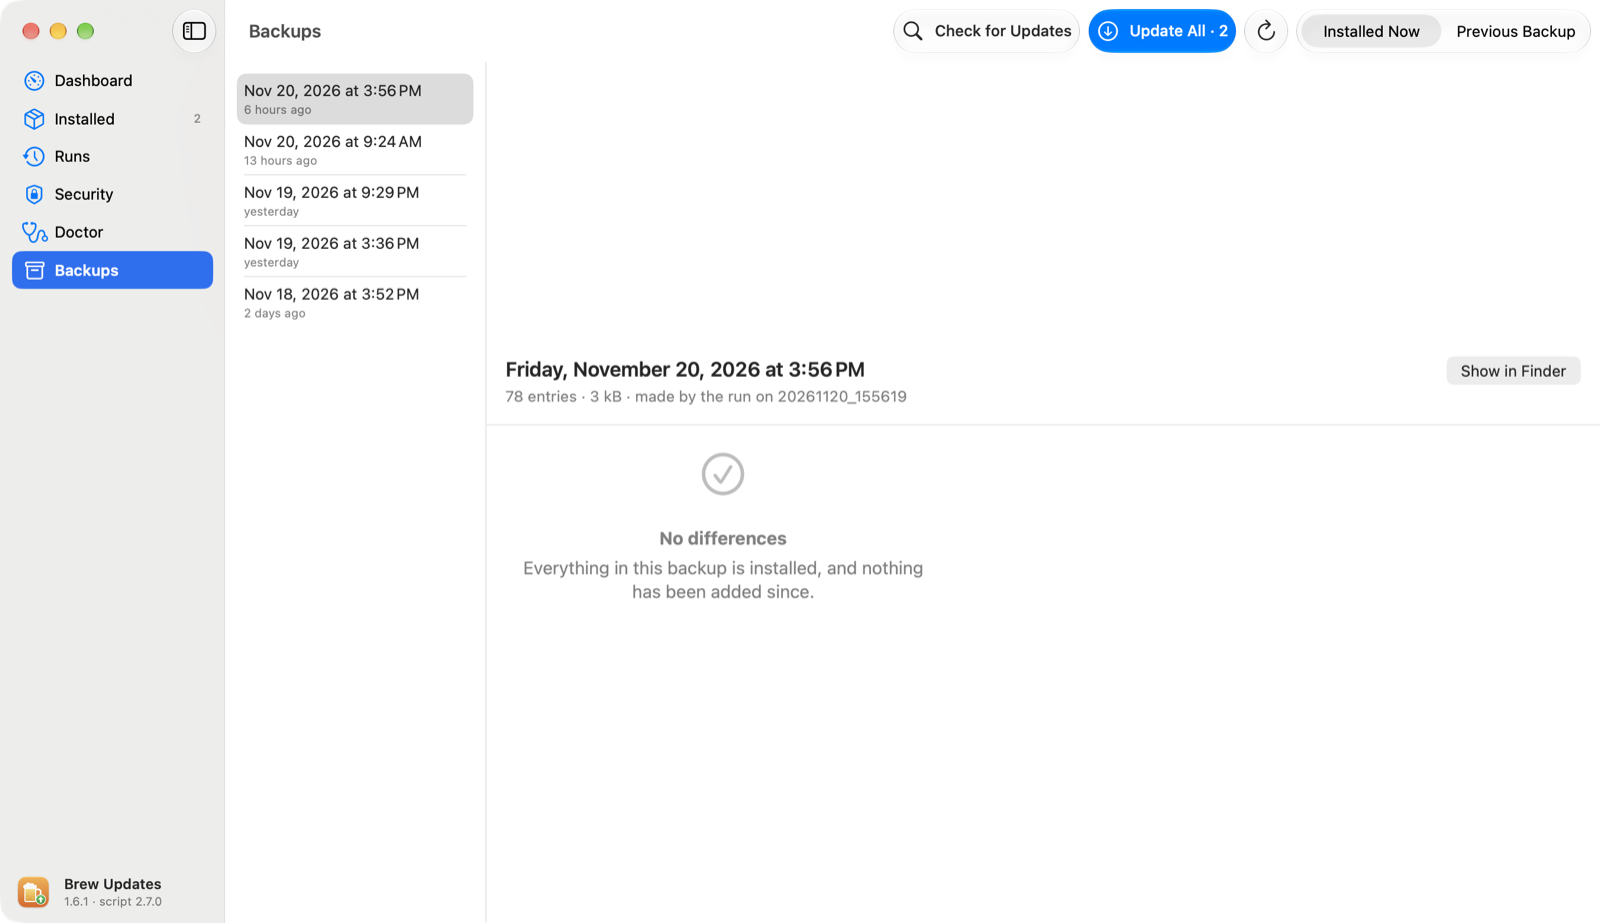 Backups
Check for Updates
Update All · 2
Installed Now
Previous Backup
Dashboard
Installed
2
Runs
Security
Doctor
Backups
Nov 20, 2026 at 3:56 PM
6 hours ago
Nov 20, 2026 at 9:24 AM
13 hours ago
Nov 19, 2026 at 9:29 PM
yesterday
Nov 19, 2026 at 3:36 PM
yesterday
Nov 18, 2026 at 3:52 PM
2 days ago
Friday, November 20, 2026 at 3:56 PM
78 entries · 3 kB · made by the run on 20261120_155619
Show in Finder
No differences
Everything in this backup is installed, and nothing
has been added since.
Brew Updates
1.6.1 · script 2.7.0